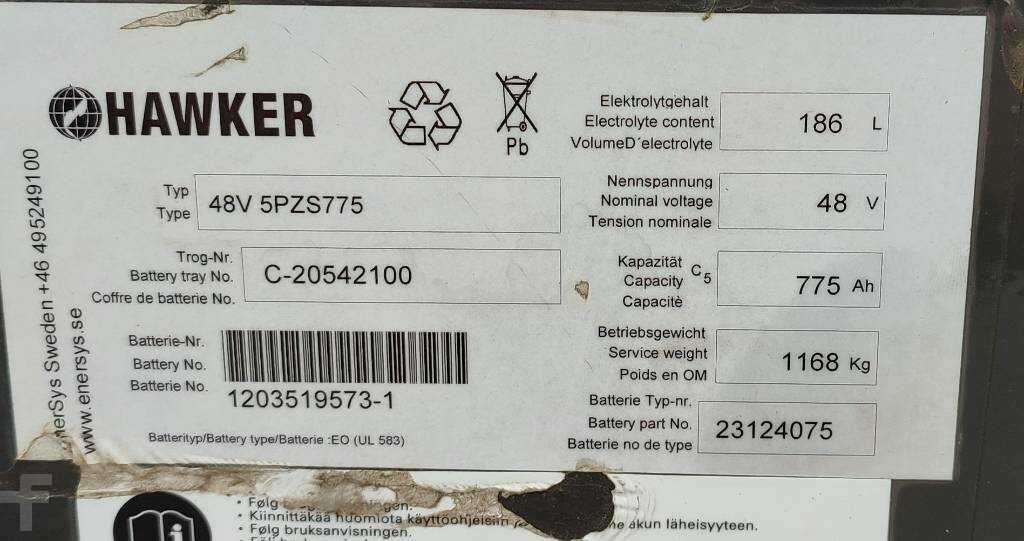 HAWKER
Pb
Elektrolytgehalt
Electrolyte content
VolumeD´electrolyte
186 L
Typ
Type
48V 5PZS775
Nennspannung
Nominal voltage
Tension nominale
48 V
Trog-Nr.
Battery tray No.
Coffre de batterie No.
C-20542100
Kapazität
Capacity
Capacitè
C5
775 Ah
Batterie-Nr.
Battery No.
Batterie No.
1203519573-1
Betriebsgewicht
Service weight
Poids en OM
1168 Kg
Batterie Typ-nr.
Battery part No.
Batterie no de type
23124075
Batterityp/Battery type/Batterie :EO (UL 583)
Sweden +46 495249100
www.enersys.se
• Følg
• Kiinnittäkää huomiota käyttöohjeisiin akun läheisyyteen.
• Følg bruksanvisningen.